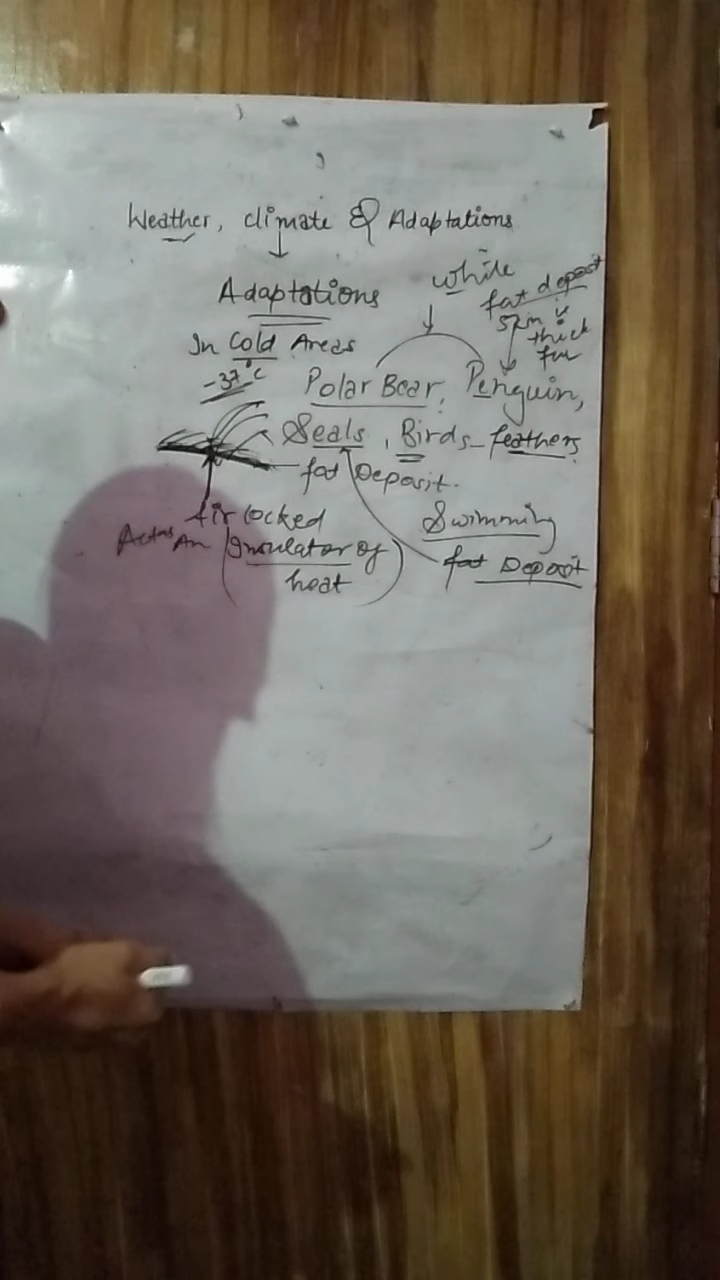 Weather, climate & Adaptations
Adaptations
In Cold Areas
-37°C
white
fat deposit
skin is
thick
fur
Polar Bear, Penguin,
Seals, Birds - feathers
fat Deposit.
Air locked
Acts An (Insulator of
heat)
Swimming
fat Deposit